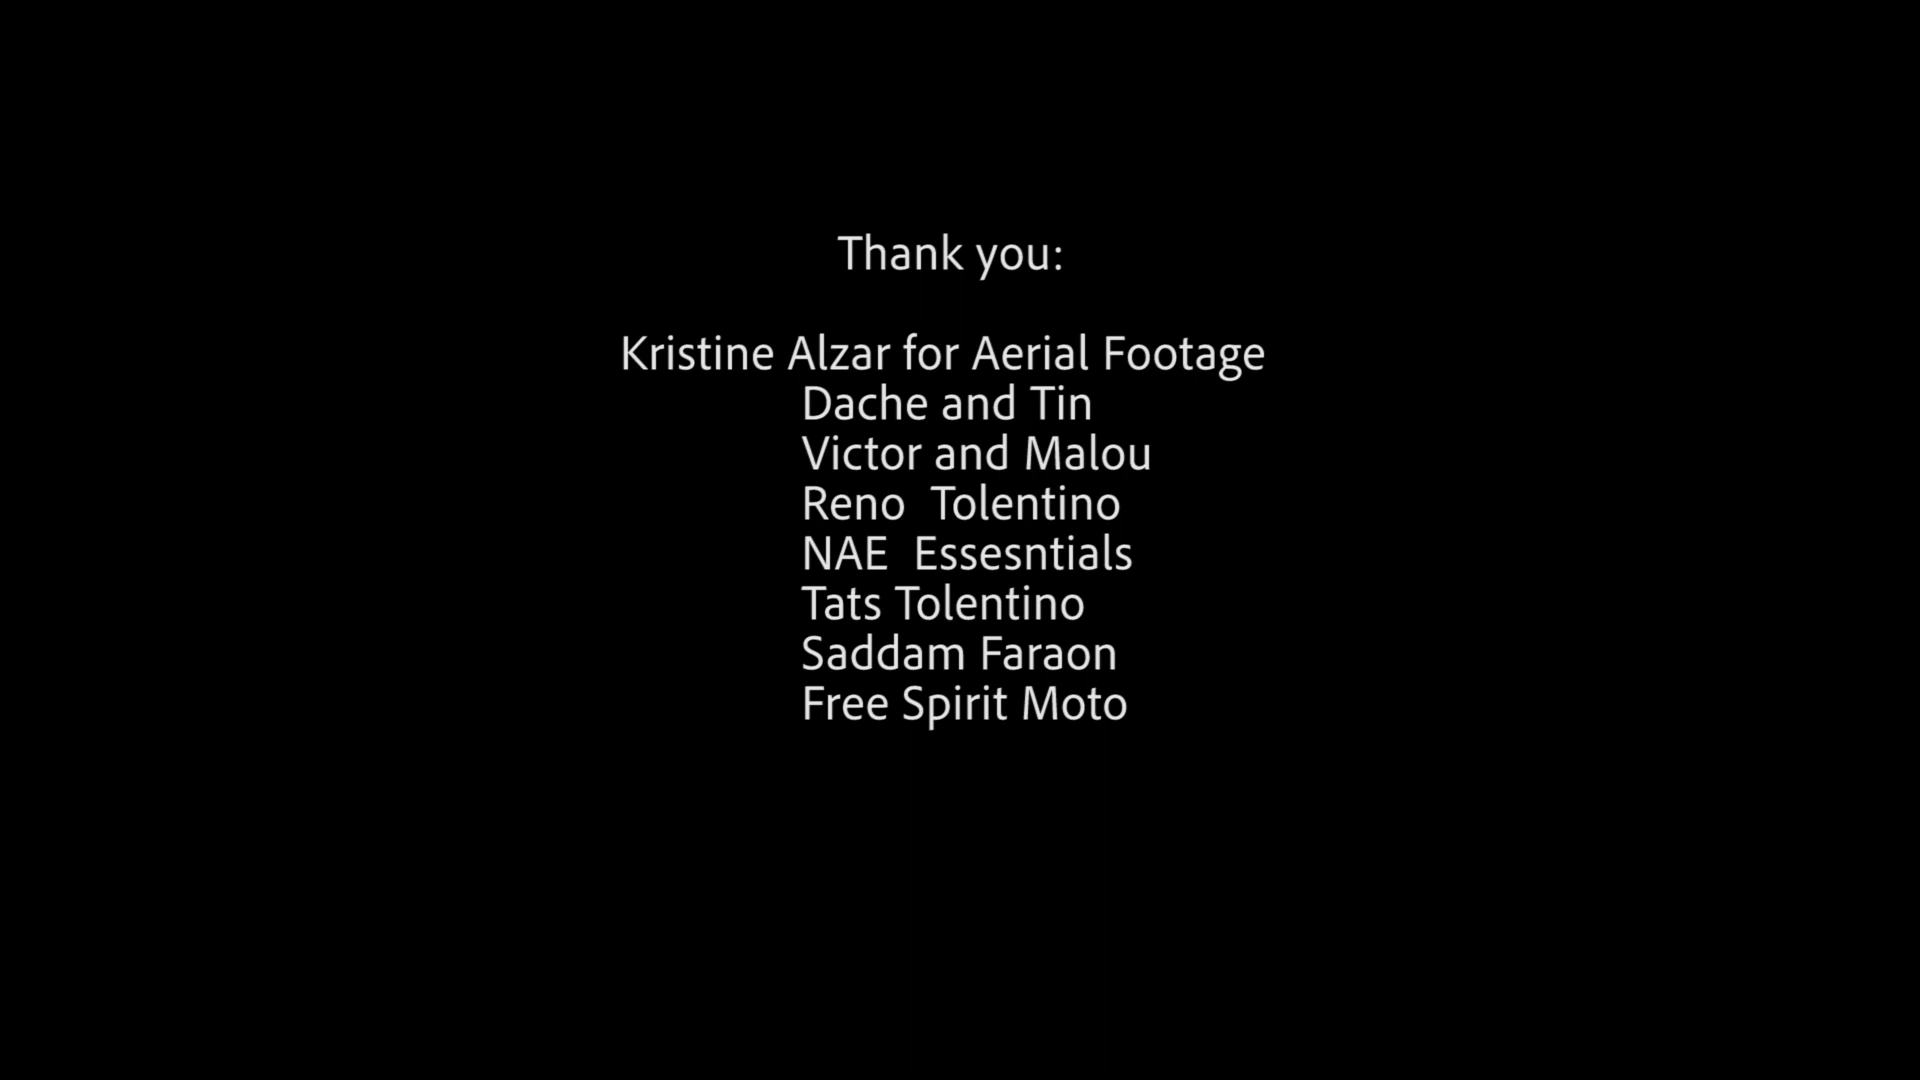 Thank you:
Kristine Alzar for Aerial Footage
Dache and Tin
Victor and Malou
Reno  Tolentino
NAE  Essesntials
Tats Tolentino
Saddam Faraon
Free Spirit Moto